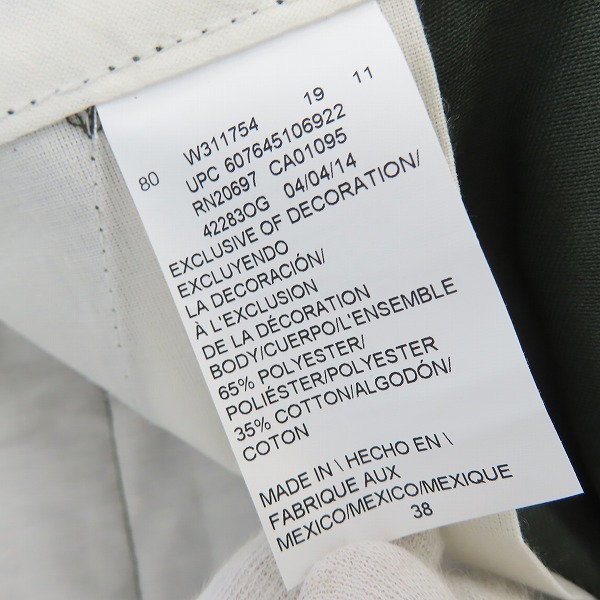 80 W311754 19 11
UPC 607645106922
RN20697 CA01095
42283OG 04/04/14
EXCLUSIVE OF DECORATION/
EXCLUYENDO
LA DECORACIÓN/
À L'EXCLUSION
DE LA DÉCORATION
BODY/CUERPO/L'ENSEMBLE
65% POLYESTER/
POLIÉSTER/POLYESTER
35% COTTON/ALGODÓN/
COTON
MADE IN \ HECHO EN \
FABRIQUE AUX
MEXICO/MEXICO/MEXIQUE
38